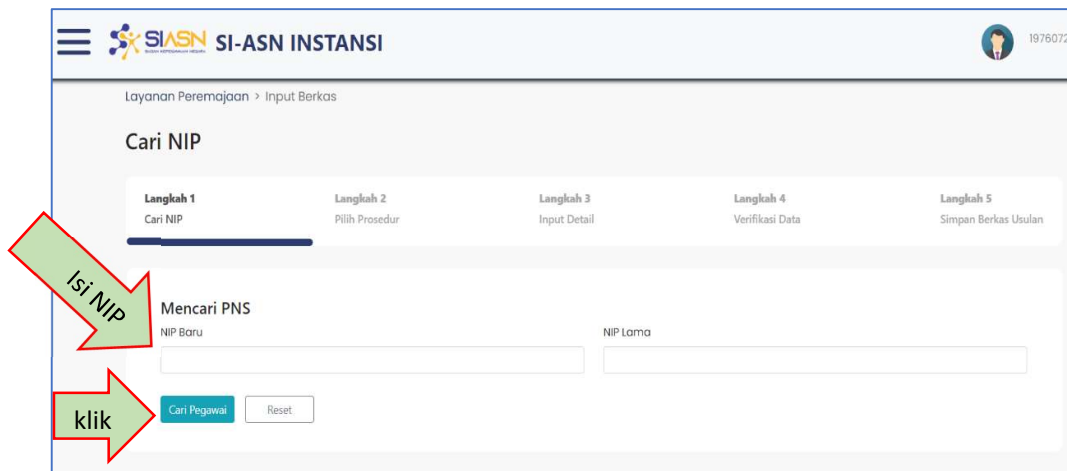 SIASN SI-ASN INSTANSI
1976072
Layanan Peremajaan > Input Berkas
Cari NIP
Langkah 1 Langkah 2 Langkah 3 Langkah 4 Langkah 5
Cari NIP Pilih Prosedur Input Detail Verifikasi Data Simpan Berkas Usulan
Isi NIP
Mencari PNS
NIP Baru NIP Lama
klik
Cari Pegawai Reset